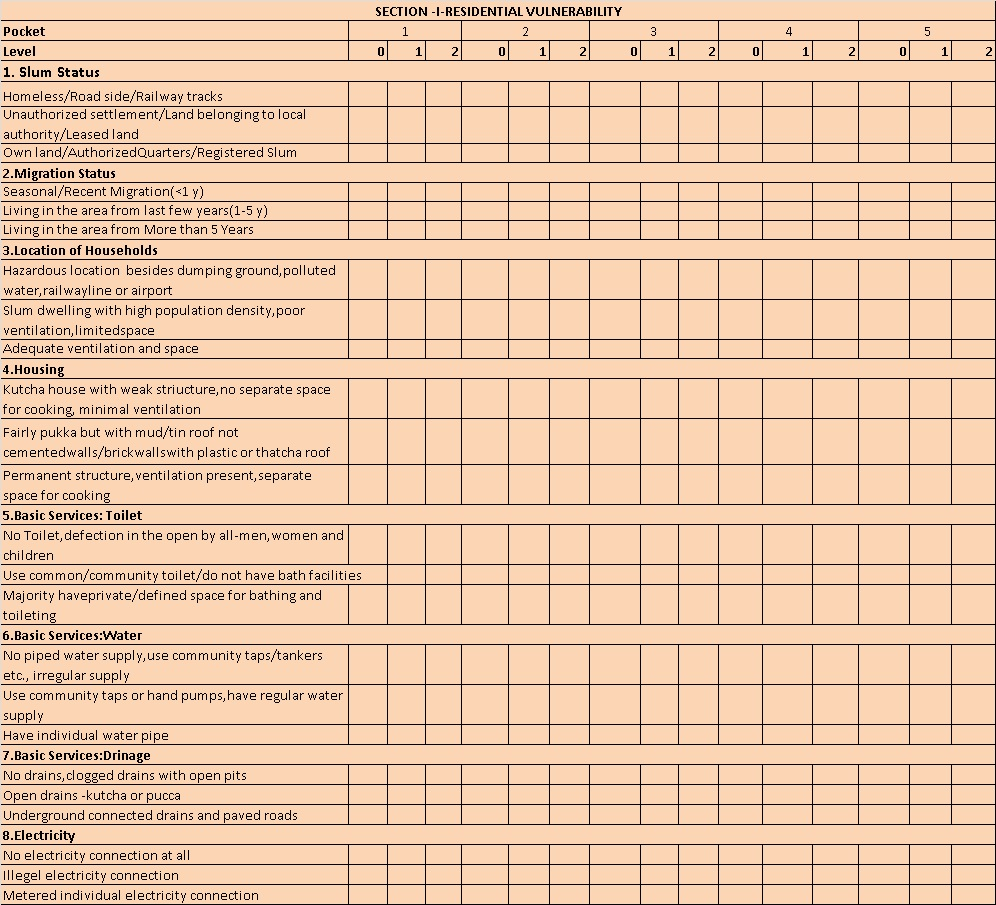 SECTION -I-RESIDENTIAL VULNERABILITY
Pocket 1 2 3 4 5
Level 0 1 2 0 1 2 0 1 2 0 1 2 0 1 2
1. Slum Status
Homeless/Road side/Railway tracks
Unauthorized settlement/Land belonging to local
authority/Leased land
Own land/AuthorizedQuarters/Registered Slum
2.Migration Status
Seasonal/Recent Migration(<1 y)
Living in the area from last few years(1-5 y)
Living in the area from More than 5 Years
3.Location of Households
Hazardous location besides dumping ground,polluted
water,railwayline or airport
Slum dwelling with high population density,poor
ventilation,limitedspace
Adequate ventilation and space
4.Housing
Kutcha house with weak striucture,no separate space
for cooking, minimal ventilation
Fairly pukka but with mud/tin roof not
cementedwalls/brickwallswith plastic or thatcha roof
Permanent structure,ventilation present,separate
space for cooking
5.Basic Services: Toilet
No Toilet,defection in the open by all-men,women and
children
Use common/community toilet/do not have bath facilities
Majority haveprivate/defined space for bathing and
toileting
6.Basic Services:Water
No piped water supply,use community taps/tankers
etc., irregular supply
Use community taps or hand pumps,have regular water
supply
Have individual water pipe
7.Basic Services:Drinage
No drains,clogged drains with open pits
Open drains -kutcha or pucca
Underground connected drains and paved roads
8.Electricity
No electricity connection at all
Illegel electricity connection
Metered individual electricity connection